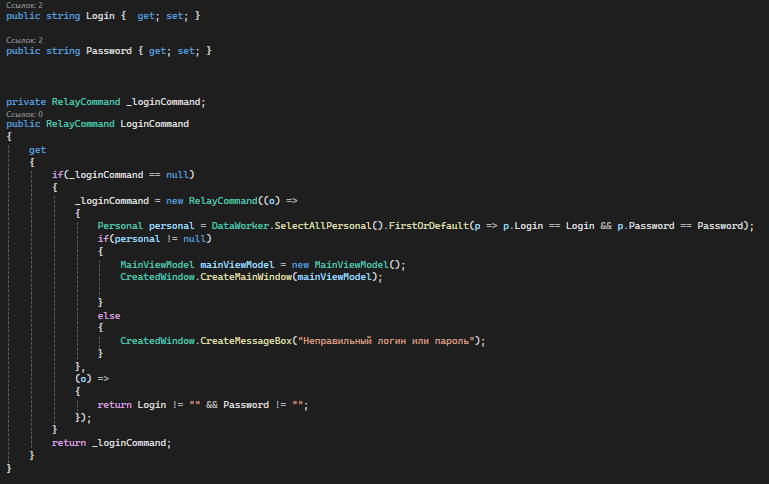 Ссылок: 2
public string Login {  get; set; }
Ссылок: 2
public string Password { get; set; }
private RelayCommand _loginCommand;
Ссылок: 0
public RelayCommand LoginCommand
{
get
{
if(_loginCommand == null)
{
_loginCommand = new RelayCommand((o) =>
{
Personal personal = DataWorker.SelectAllPersonal().FirstOrDefault(p => p.Login == Login && p.Password == Password);
if(personal != null)
{
MainViewModel mainViewModel = new MainViewModel();
CreatedWindow.CreateMainWindow(mainViewModel);
}
else
{
CreatedWindow.CreateMessageBox("Неправильный логин или пароль");
}
},
(o) =>
{
return Login != "" && Password != "";
});
}
return _loginCommand;
}
}